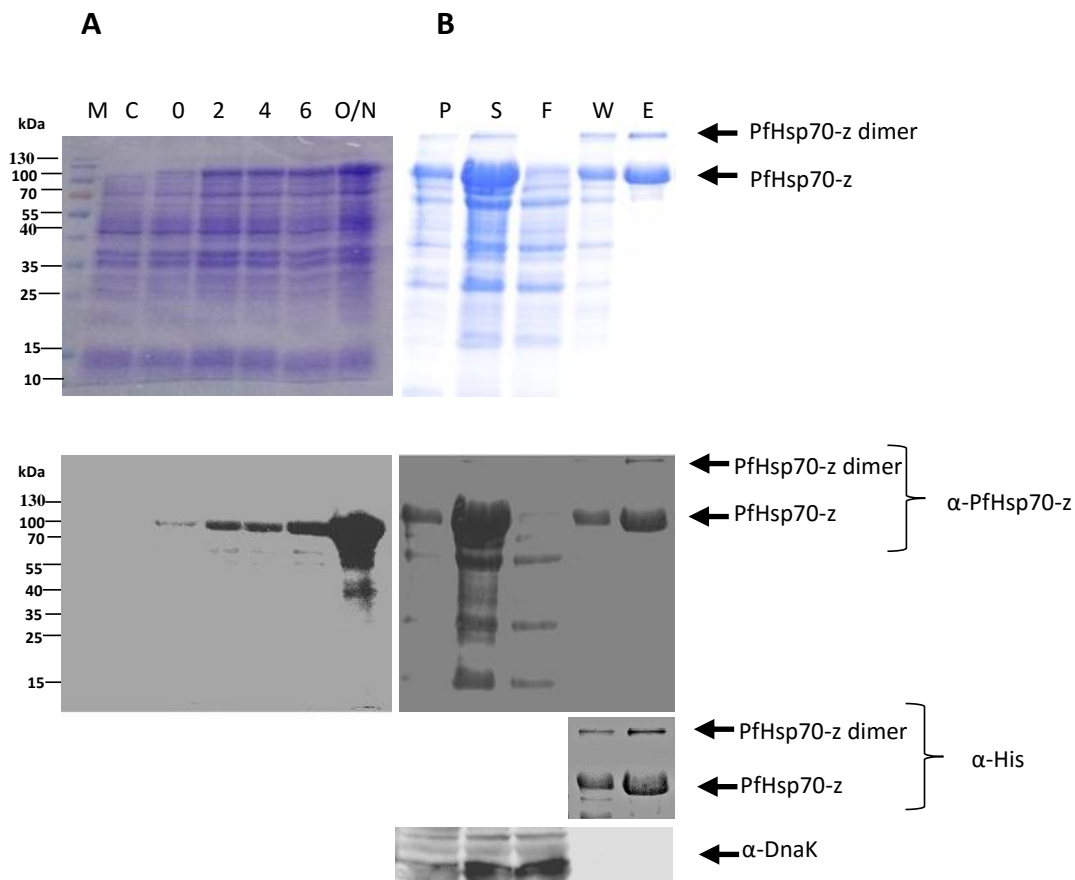 A
B
M C 0 2 4 6 O/N
P S F W E
kDa
130
100
70
55
40
35
25
15
10
PfHsp70-z dimer
PfHsp70-z
kDa
130
100
70
55
40
35
25
15
PfHsp70-z dimer
PfHsp70-z
α-PfHsp70-z
PfHsp70-z dimer
PfHsp70-z
α-His
α-DnaK